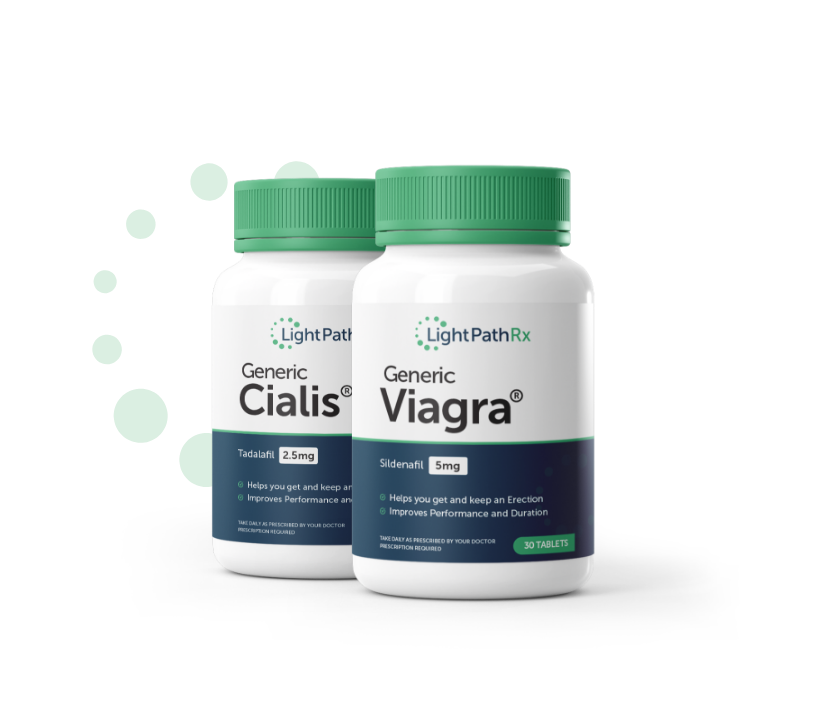 LightPath
Generic
Cialis®
Tadalafil 2.5mg
Helps you get and keep an
Improves Performance and
TAKE DAILY AS PRESCRIBED BY YOUR DOCTOR
PRESCRIPTION REQUIRED
LightPathRx
Generic
Viagra®
Sildenafil 5mg
Helps you get and keep an Erection
Improves Performance and Duration
TAKE DAILY AS PRESCRIBED BY YOUR DOCTOR
PRESCRIPTION REQUIRED
30 TABLETS